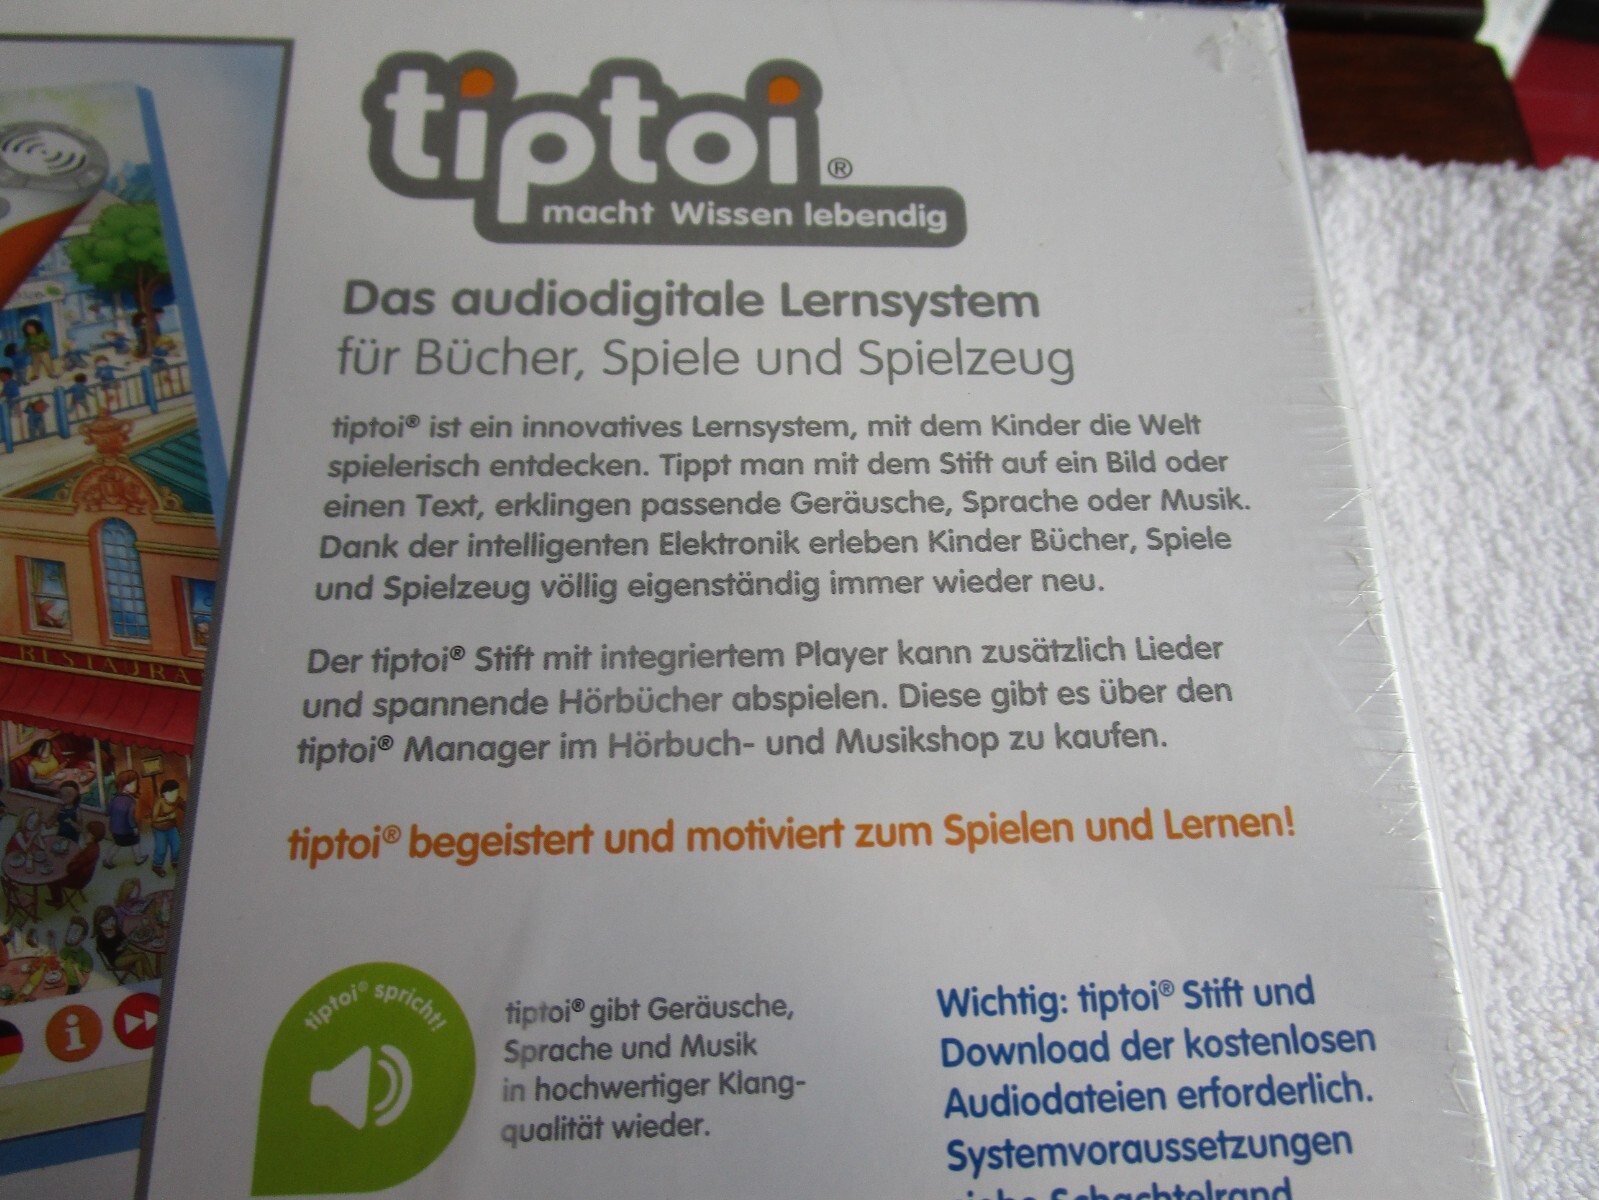 tiptoi®
macht Wissen lebendig
Das audiodigitale Lernsystem
für Bücher, Spiele und Spielzeug
tiptoi® ist ein innovatives Lernsystem, mit dem Kinder die Welt
spielerisch entdecken. Tippt man mit dem Stift auf ein Bild oder
einen Text, erklingen passende Geräusche, Sprache oder Musik.
Dank der intelligenten Elektronik erleben Kinder Bücher, Spiele
und Spielzeug völlig eigenständig immer wieder neu.
Der tiptoi® Stift mit integriertem Player kann zusätzlich Lieder
und spannende Hörbücher abspielen. Diese gibt es über den
tiptoi® Manager im Hörbuch- und Musikshop zu kaufen.
tiptoi® begeistert und motiviert zum Spielen und Lernen!
tiptoi® spricht!
tiptoi® gibt Geräusche,
Sprache und Musik
in hochwertiger Klang-
qualität wieder.
Wichtig: tiptoi® Stift und
Download der kostenlosen
Audiodateien erforderlich.
Systemvoraussetzungen
siehe Schachtelrand
RESTAURA
i